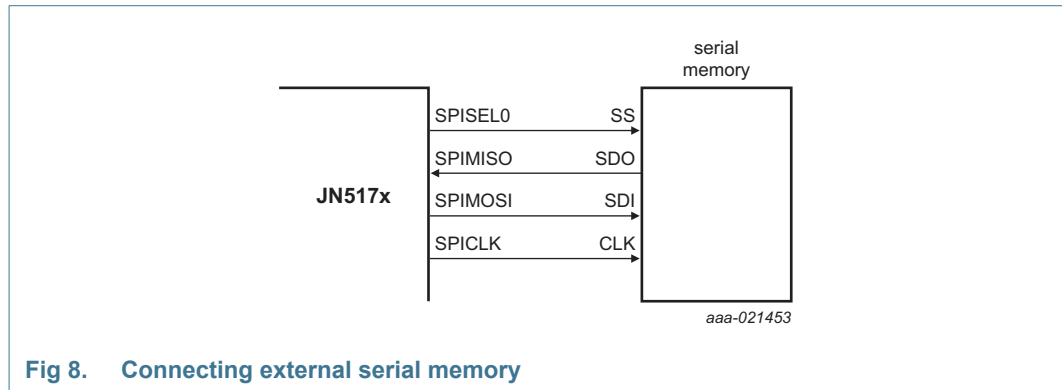 serial
memory
SPISEL0 SS
SPIMISO SDO
JN517x
SPIMOSI SDI
SPICLK CLK
aaa-021453
Fig 8. Connecting external serial memory